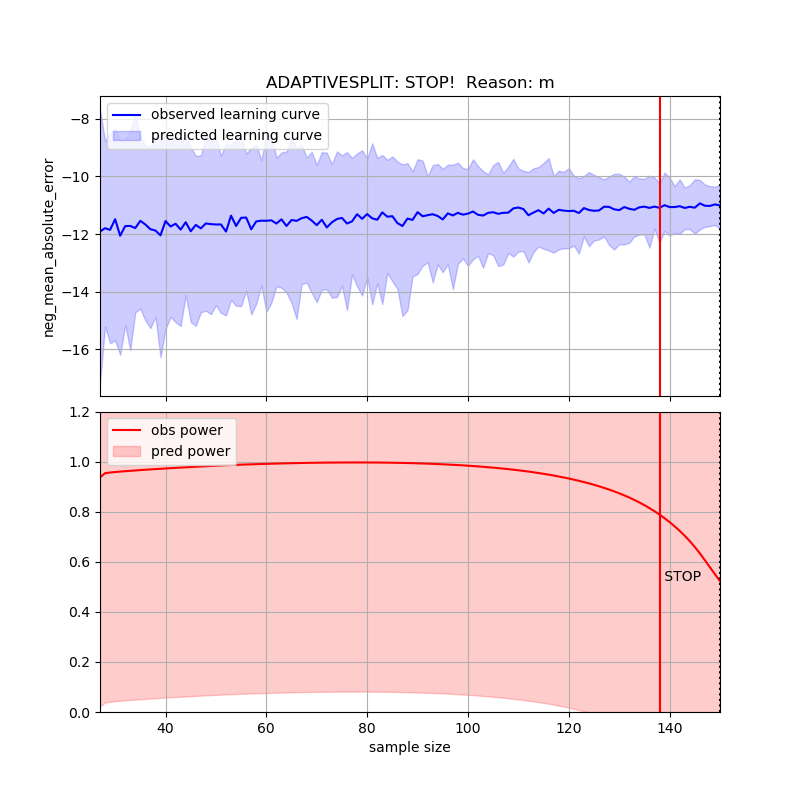 ADAPTIVESPLIT: STOP!  Reason: m
observed learning curve
predicted learning curve
−8
−10
−12
−14
−16
neg_mean_absolute_error
obs power
pred power
1.2
1.0
0.8
0.6
0.4
0.2
0.0
STOP
40 60 80 100 120 140
sample size